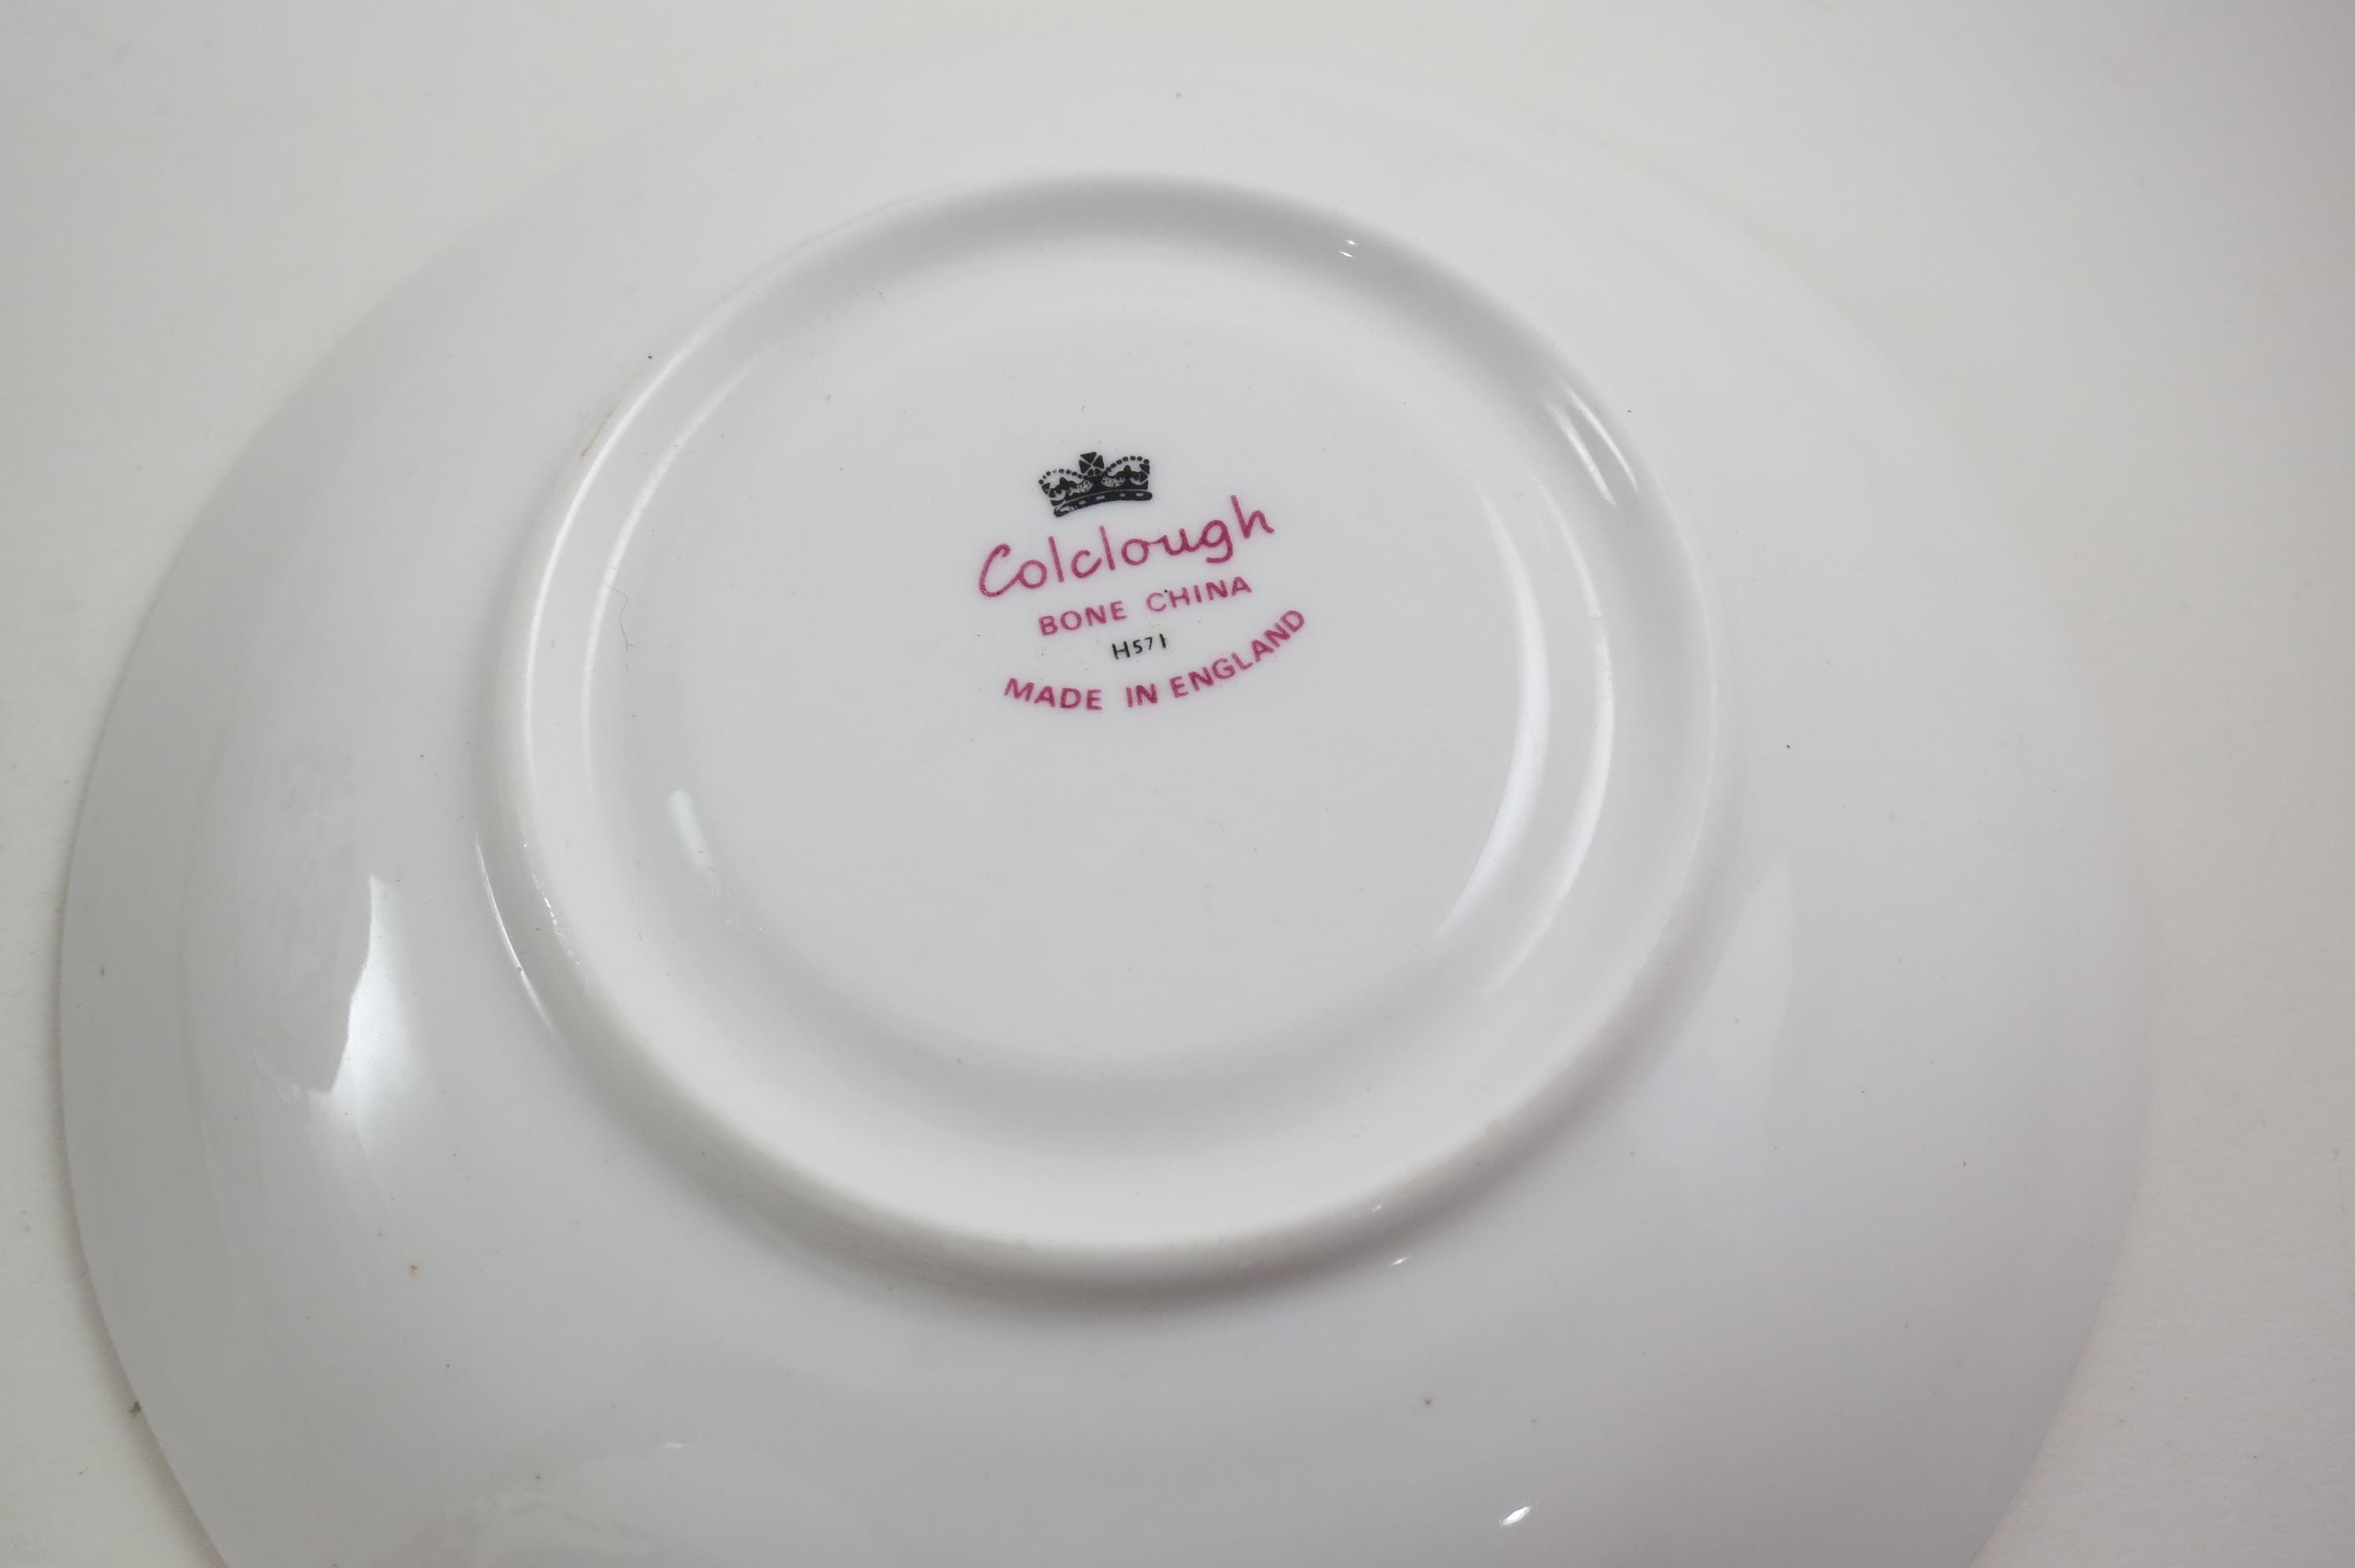 Colclough
BONE CHINA
H571
MADE IN ENGLAND